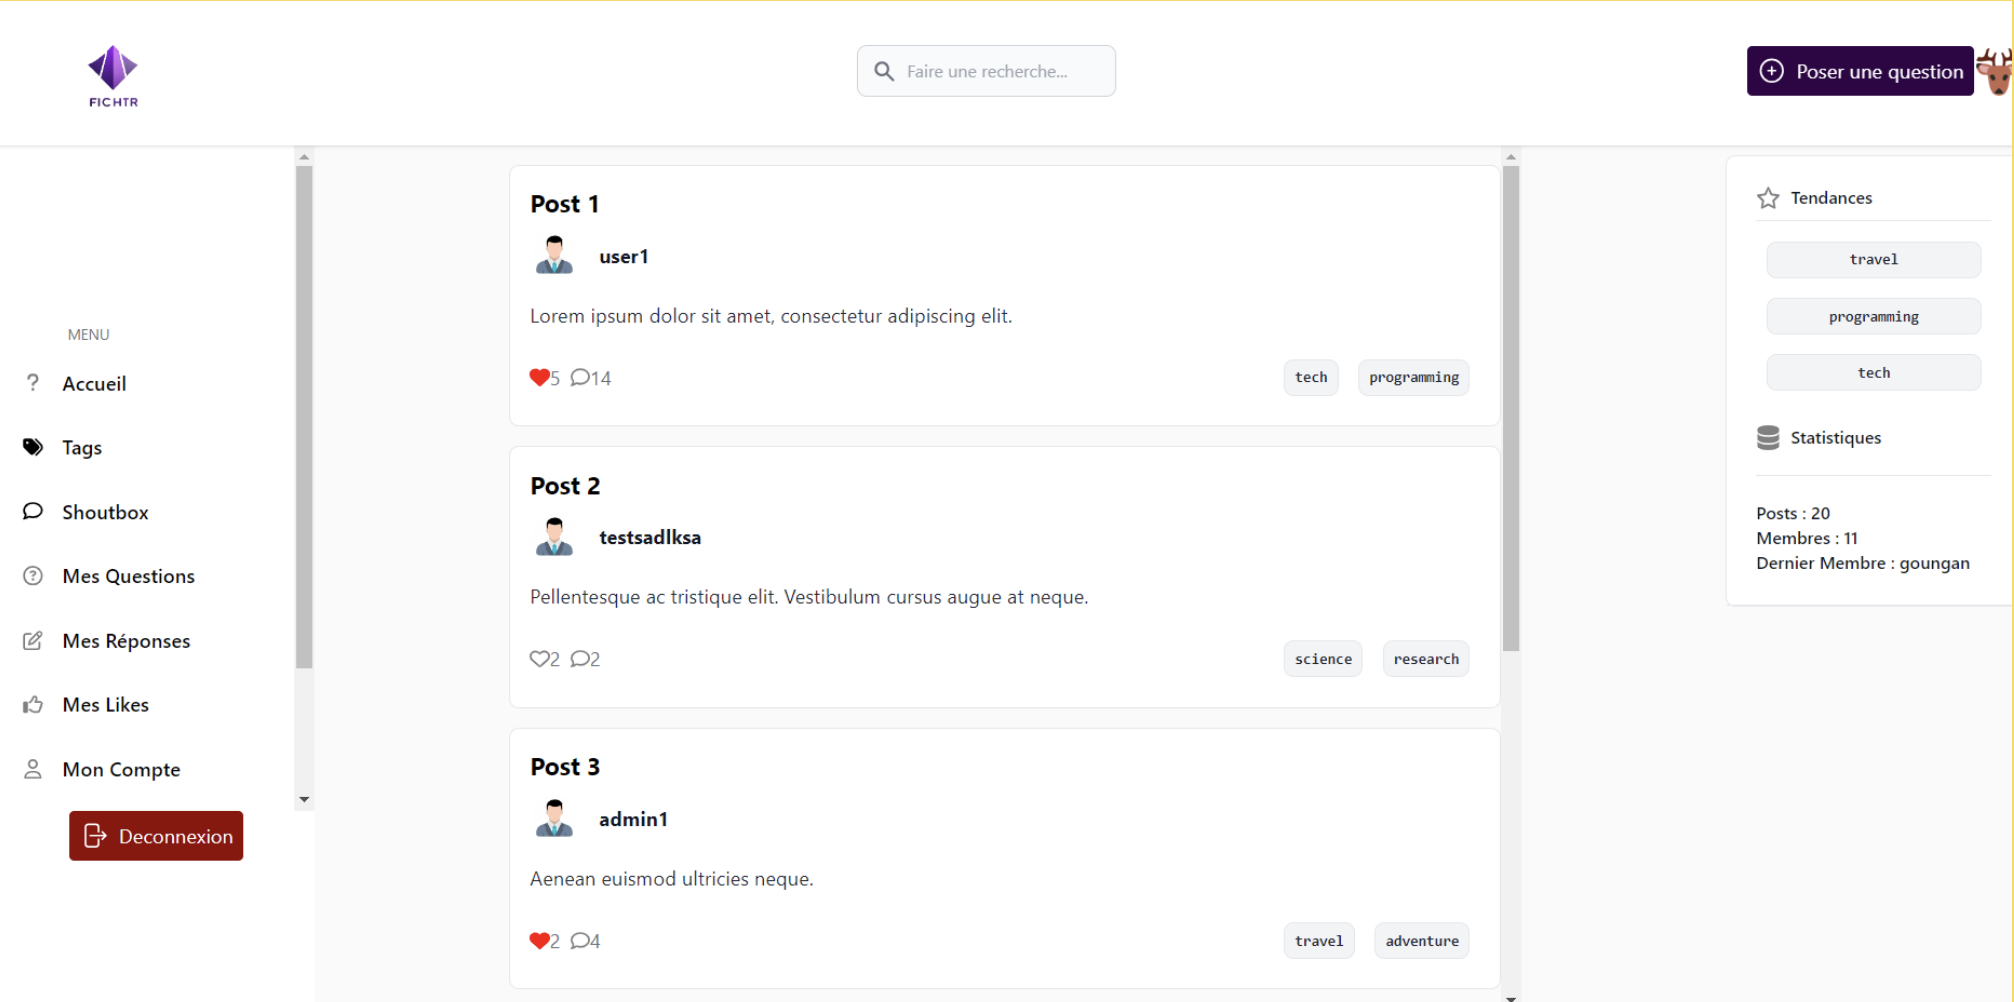 FICHTR
Faire une recherche...
Poser une question
MENU
Accueil
Tags
Shoutbox
Mes Questions
Mes Réponses
Mes Likes
Mon Compte
Deconnexion
Post 1
user1
Lorem ipsum dolor sit amet, consectetur adipiscing elit.
5 14 tech programming
Post 2
testsadlksa
Pellentesque ac tristique elit. Vestibulum cursus augue at neque.
2 2 science research
Post 3
admin1
Aenean euismod ultricies neque.
2 4 travel adventure
Tendances
travel
programming
tech
Statistiques
Posts : 20
Membres : 11
Dernier Membre : goungan